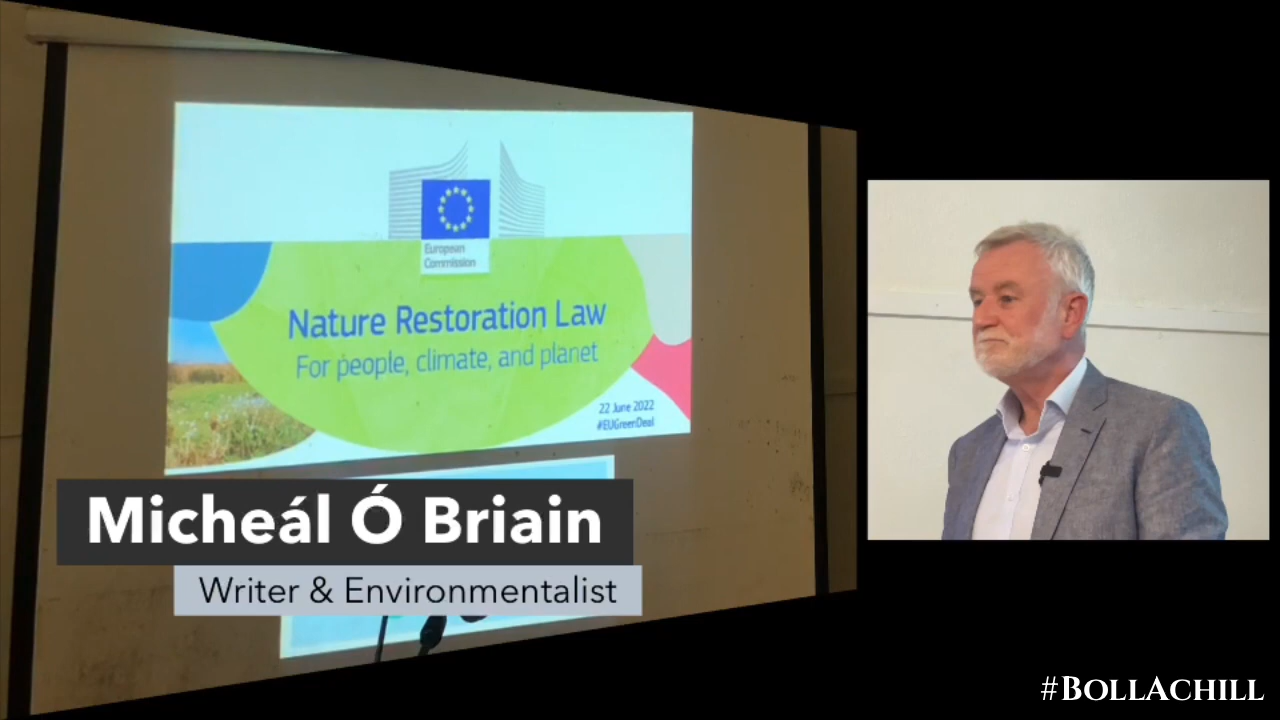 European
Commission
Nature Restoration Law
For people, climate, and planet
22 June 2022
#EUGreenDeal
Micheál Ó Briain
Writer & Environmentalist
#BOLLACHILL